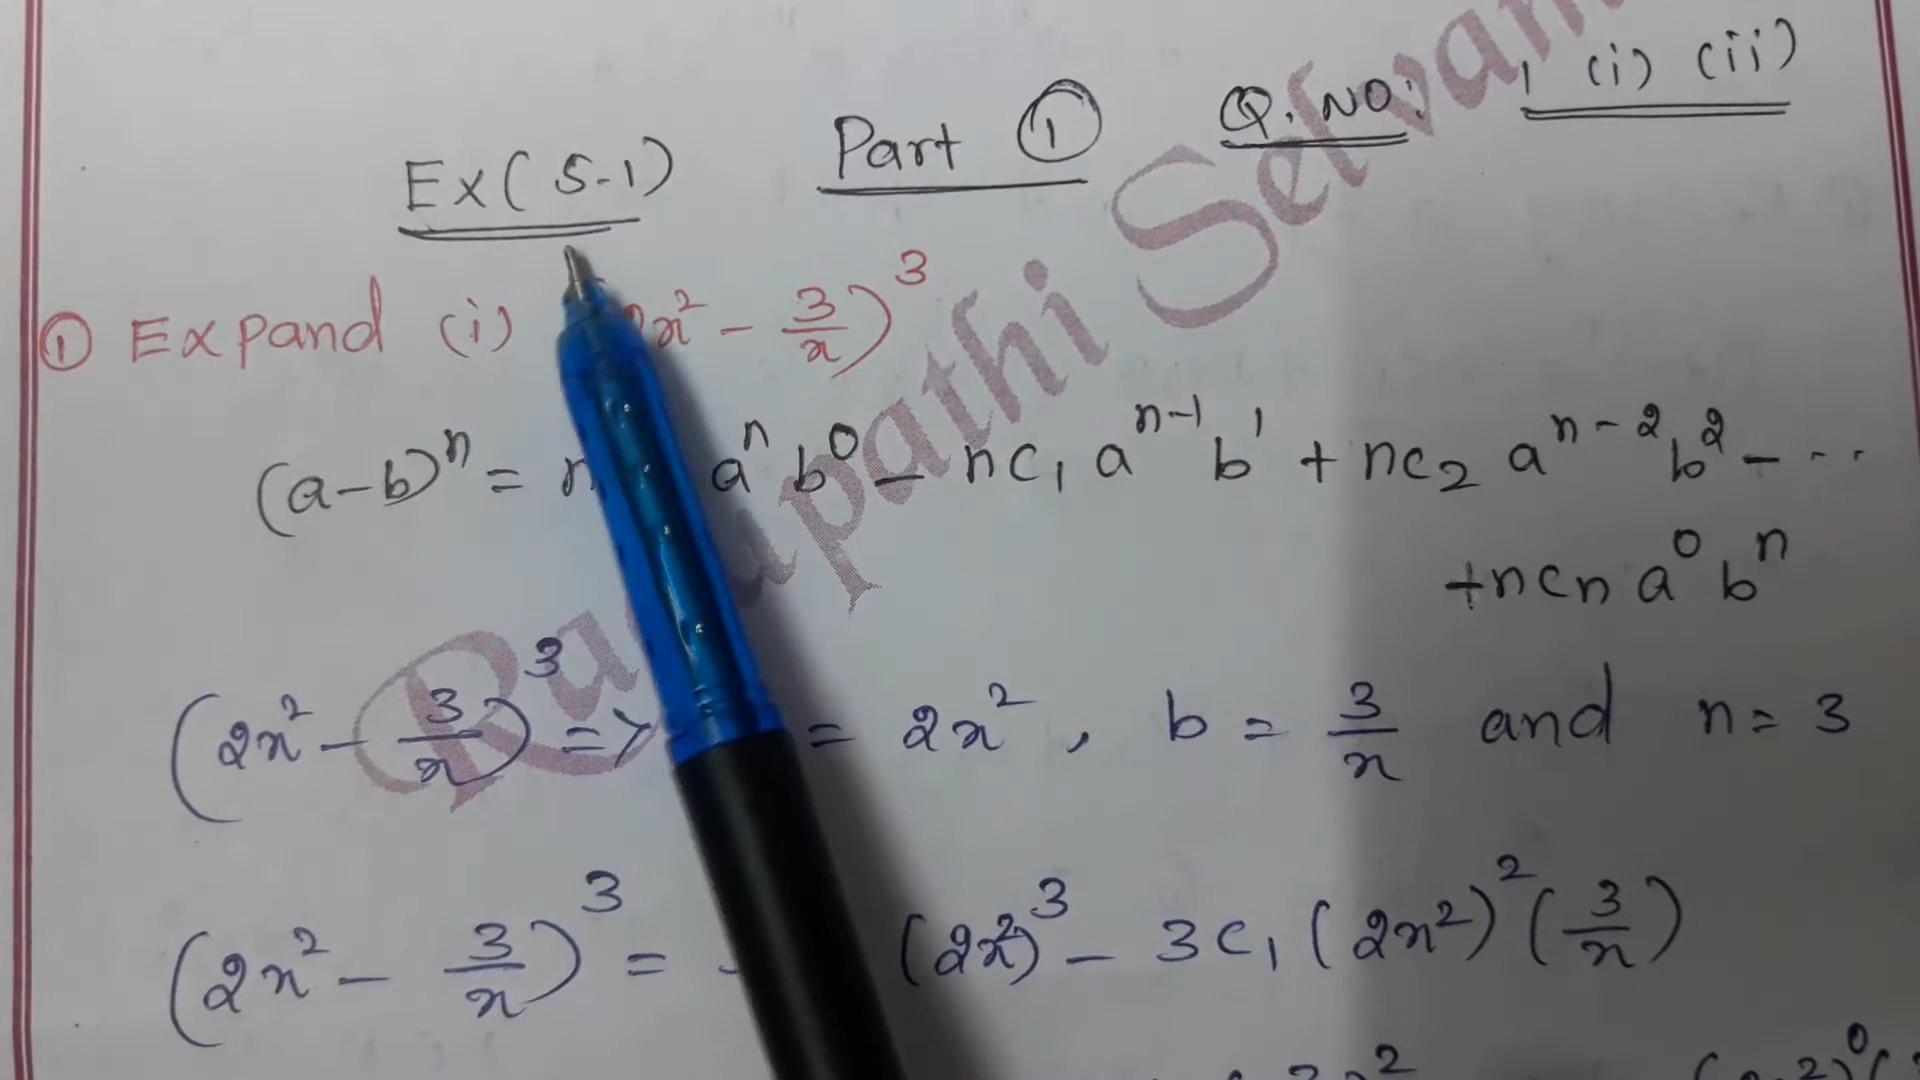 Q. NO: 1 (i) (ii)
Ex( 5.1) Part ①
① Expand (i) x² - 3/x)³
(a-b)ⁿ = n aⁿ b⁰ - nc₁ aⁿ⁻¹ b¹ + nc₂ aⁿ⁻² b² - ...
+ncn a⁰ bⁿ
(2x² - 3/x)³ => = 2x², b = 3/x and n = 3
(2x² - 3/x)³ = (2x²)³ - 3c₁ (2x²)² (3/x)